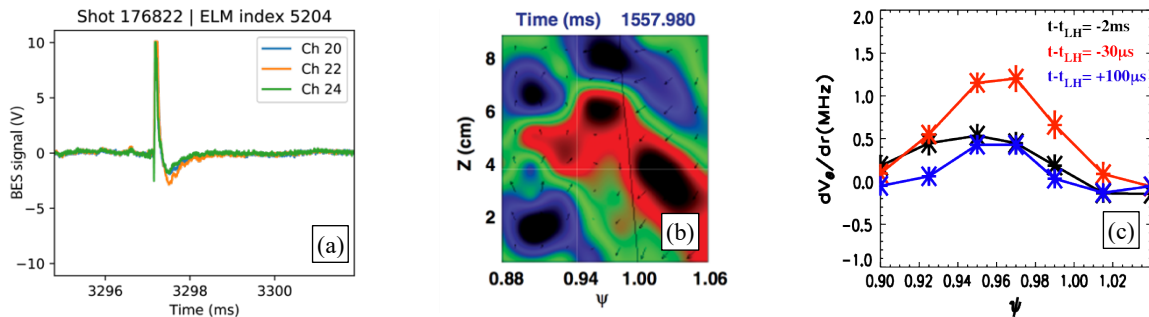 Shot 176822 | ELM index 5204
10
5
0
−5
−10
BES signal (V)
Ch 20
Ch 22
Ch 24
(a)
3296
3298
3300
Time (ms)
Time (ms) 1557.980
8
6
4
2
Z (cm)
(b)
0.88
0.94
1.00
1.06
ψ
2.0
1.5
1.0
0.5
0.0
-0.5
-1.0
dVθ/dr(MHz)
t-tLH= -2ms
t-tLH= -30μs
t-tLH= +100μs
(c)
0.90
0.92
0.94
0.96
0.98
1.00
1.02
ψ